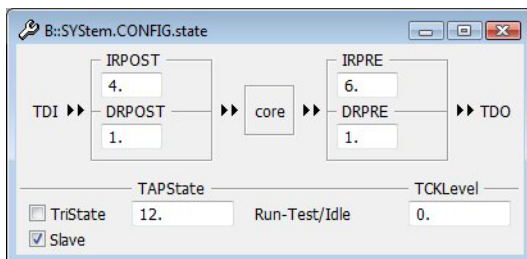 B::SYStem.CONFIG.state
IRPOST IRPRE
4. 6.
TDI DRPOST core DRPRE TDO
1. 1.
TAPState TCKLevel
TriState 12. Run-Test/Idle 0.
Slave